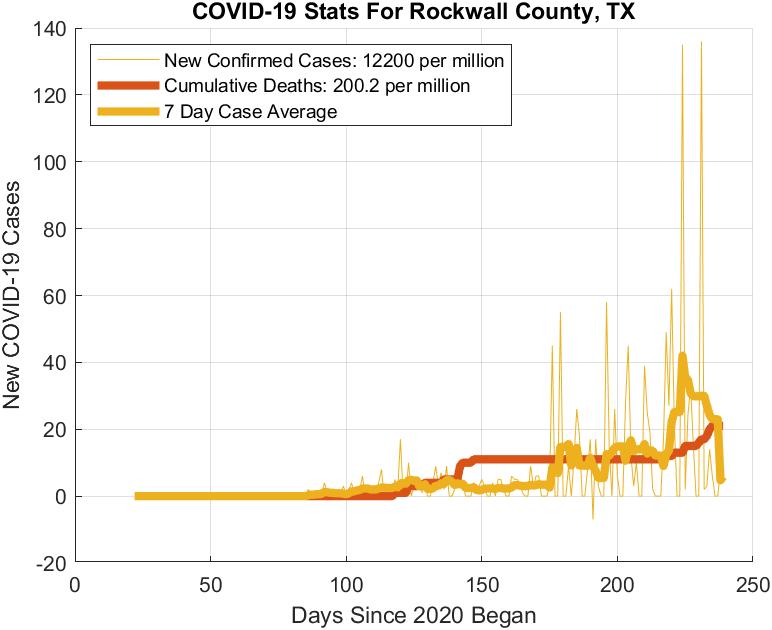 COVID-19 Stats For Rockwall County, TX
New Confirmed Cases: 12200 per million
Cumulative Deaths: 200.2 per million
7 Day Case Average
140
120
100
80
60
40
20
0
-20
New COVID-19 Cases
0 50 100 150 200 250
Days Since 2020 Began